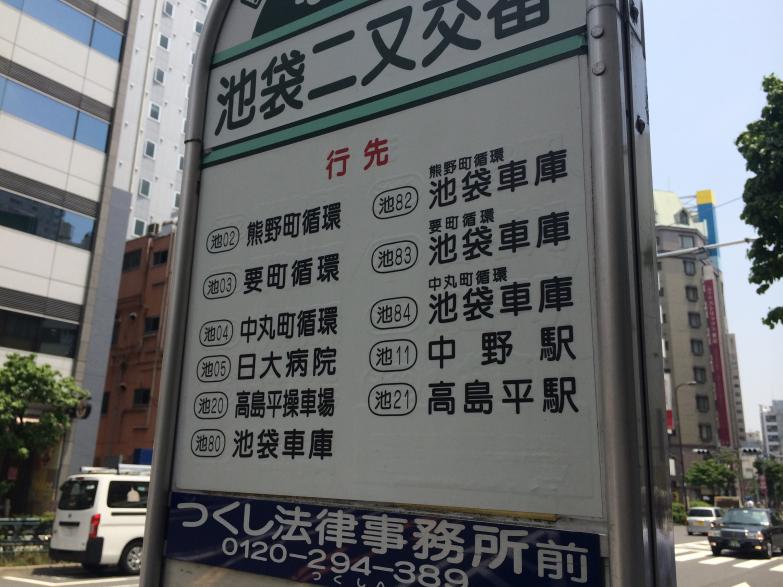 池袋二又交番
行先
池02 熊野町循環
池03 要町循環
池04 中丸町循環
池05 日大病院
池20 高島平操車場
池80 池袋車庫
熊野町循環
池82 池袋車庫
要町循環
池83 池袋車庫
中丸町循環
池84 池袋車庫
池11 中野駅
池21 高島平駅
つくし法律事務所前
0120-294-389